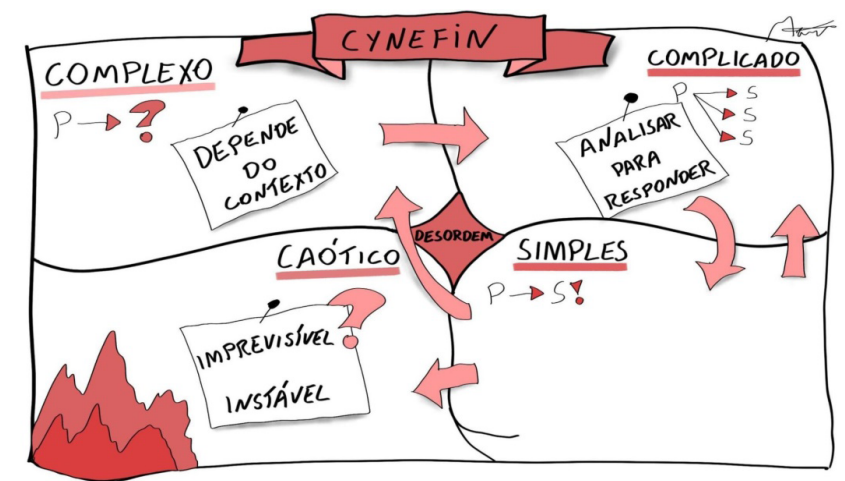 CYNEFIN
COMPLEXO
P → ?
DEPENDE
DO
CONTEXTO
COMPLICADO
P → S
S
S
ANALISAR
PARA
RESPONDER
DESORDEM
CAÓTICO
?
IMPREVISÍVEL
INSTÁVEL
SIMPLES
P → S!